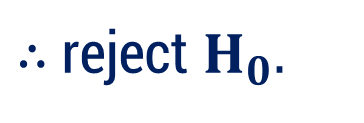 ∴ reject H₀.